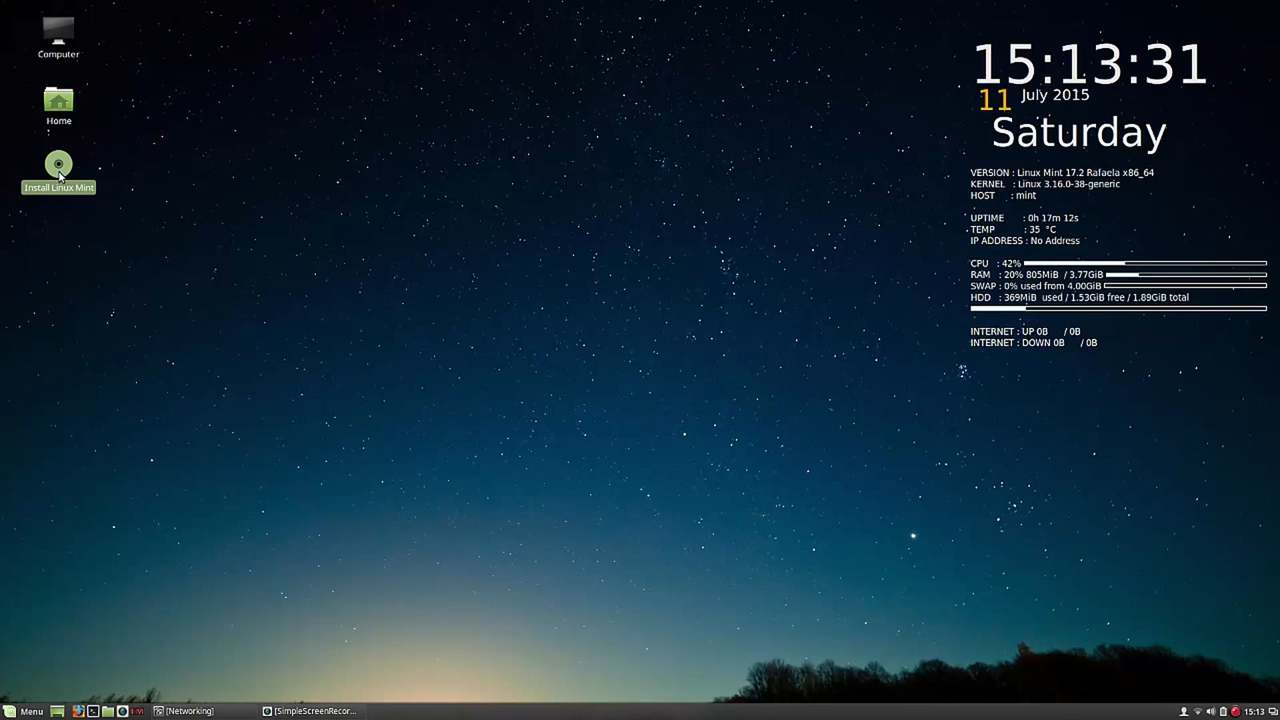 Computer
Home
Install Linux Mint
15:13:31
11 July 2015
Saturday
VERSION : Linux Mint 17.2 Rafaela x86_64
KERNEL : Linux 3.16.0-38-generic
HOST : mint
UPTIME : 0h 17m 12s
TEMP : 35 °C
IP ADDRESS : No Address
CPU : 42%
RAM : 20% 805MiB / 3.77GiB
SWAP : 0% used from 4.00GiB
HDD : 369MiB used / 1.53GiB free / 1.89GiB total
INTERNET : UP 0B / 0B
INTERNET : DOWN 0B / 0B
Menu [Networking] [SimpleScreenRecor... 15:13